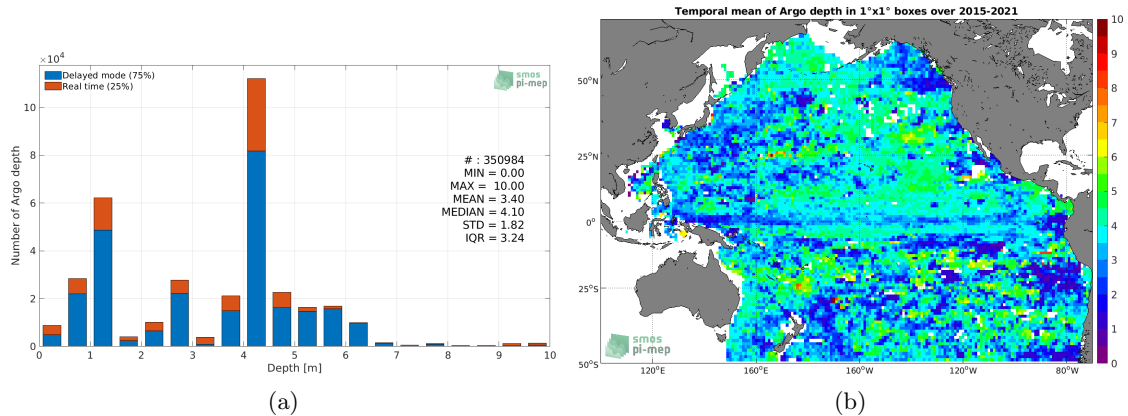 ×10⁴
Delayed mode (75%)
Real time (25%)
smos
pi-mep
10
8
6
4
2
0
Number of Argo depth
# : 350984
MIN = 0.00
MAX = 10.00
MEAN = 3.40
MEDIAN = 4.10
STD = 1.82
IQR = 3.24
0 1 2 3 4 5 6 7 8 9 10
Depth [m]
(a)
Temporal mean of Argo depth in 1°x1° boxes over 2015-2021
50°N
25°N
0°
25°S
50°S
120°E 160°E 160°W 120°W 80°W
smos
pi-mep
10
9
8
7
6
5
4
3
2
1
0
(b)